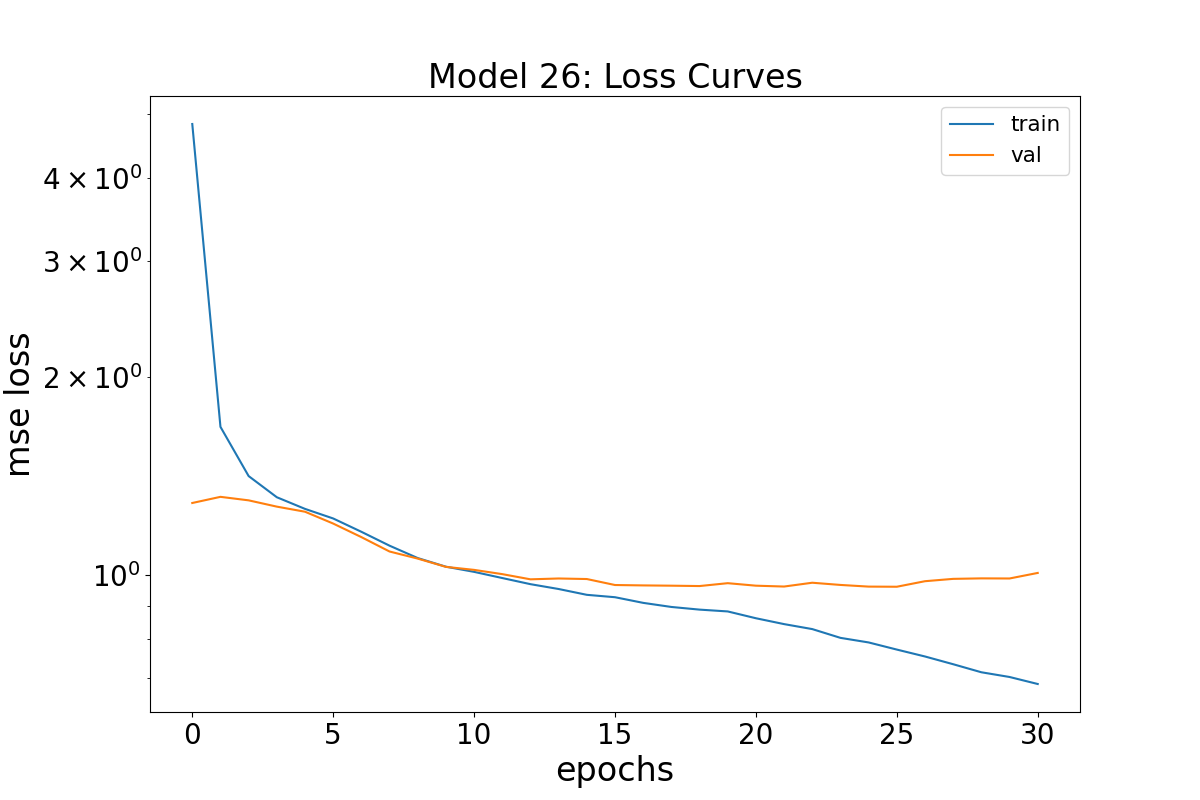 Model 26: Loss Curves
train
val
4 × 10⁰
3 × 10⁰
2 × 10⁰
10⁰
mse loss
0 5 10 15 20 25 30
epochs